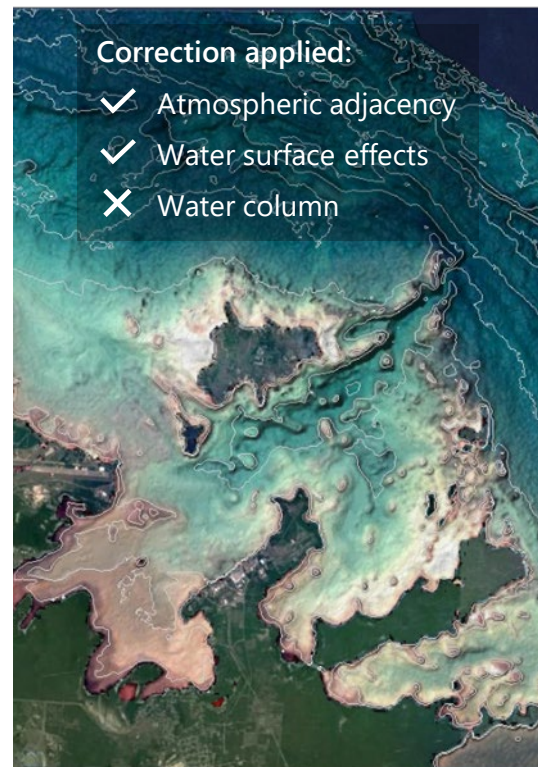 Correction applied:
✓ Atmospheric adjacency
✓ Water surface effects
✕ Water column